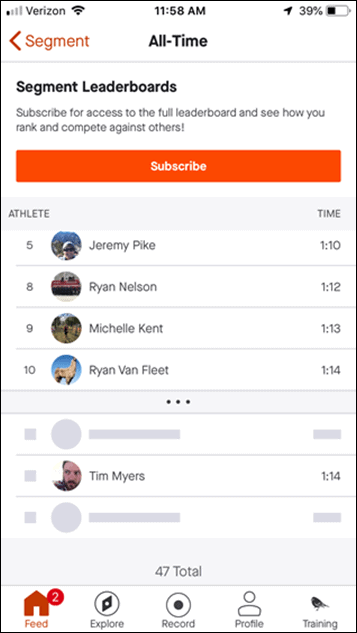 Verizon 11:58 AM 39%
Segment All-Time
Segment Leaderboards
Subscribe for access to the full leaderboard and see how you
rank and compete against others!
Subscribe
ATHLETE TIME
5 Jeremy Pike 1:10
8 Ryan Nelson 1:12
9 Michelle Kent 1:13
10 Ryan Van Fleet 1:14
•••
Tim Myers 1:14
47 Total
2
Feed Explore Record Profile Training